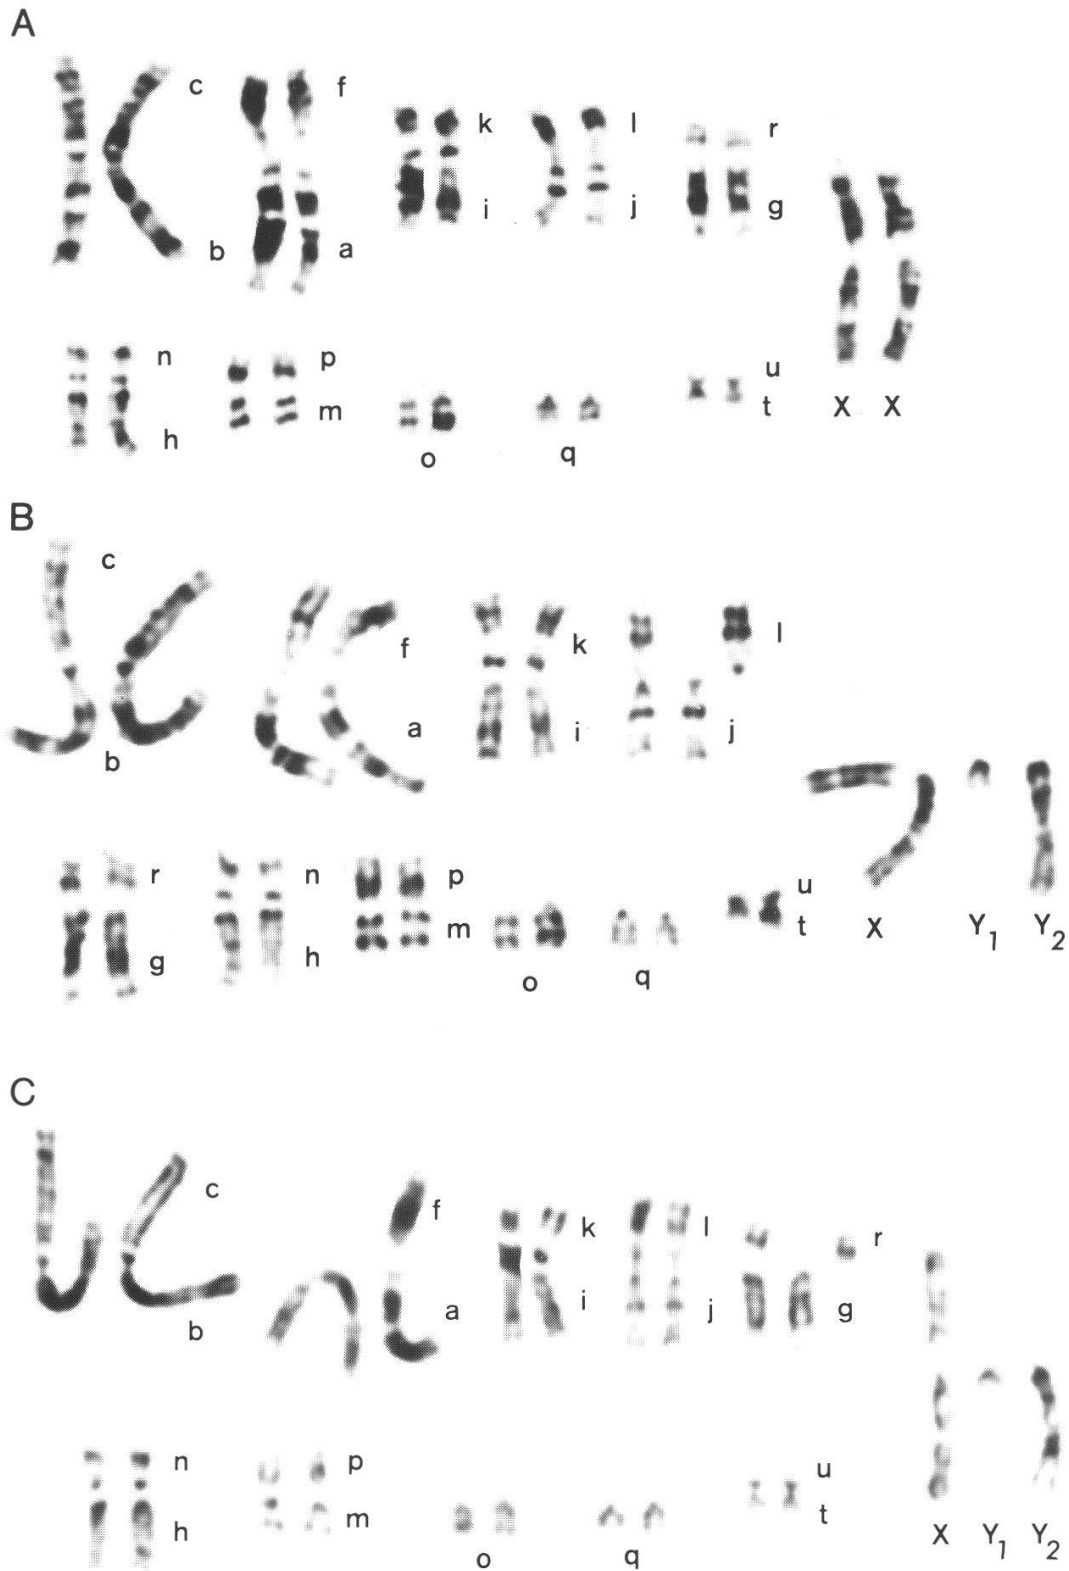 A
c f k l r
b a i j g
n p u
h m o q t X X
B
c f k l
b a i j
r n p u
g h m o q t X Y1 Y2
C
c f k l r
b a i j g
n p u
h m o q t X Y1 Y2